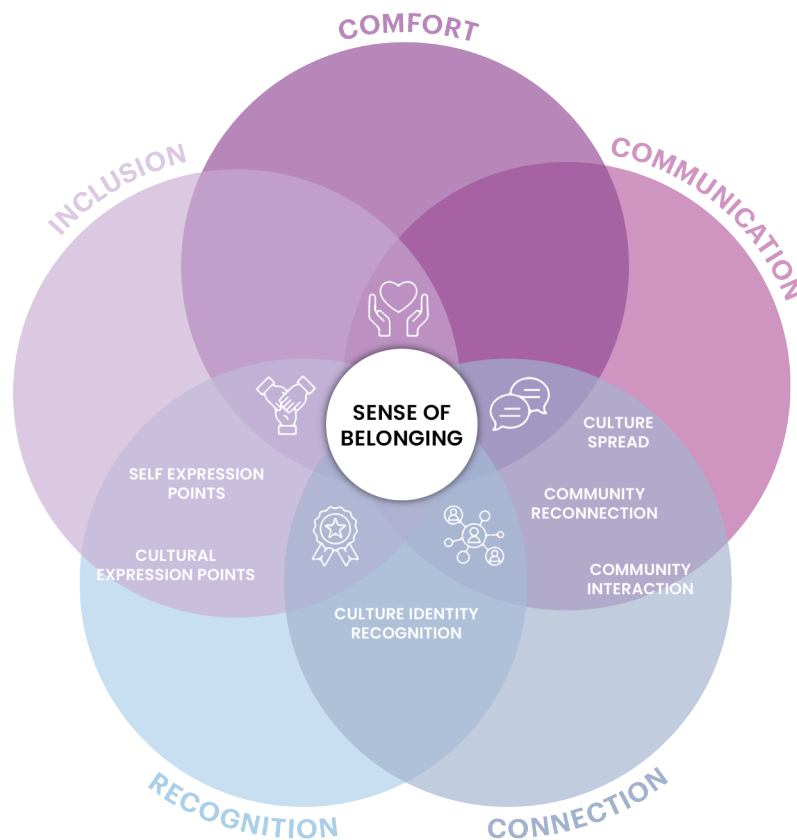 COMFORT
INCLUSION
COMMUNICATION
SENSE OF
BELONGING
CULTURE
SPREAD
SELF EXPRESSION
POINTS
COMMUNITY
RECONNECTION
CULTURAL
EXPRESSION POINTS
COMMUNITY
INTERACTION
CULTURE IDENTITY
RECOGNITION
RECOGNITION
CONNECTION